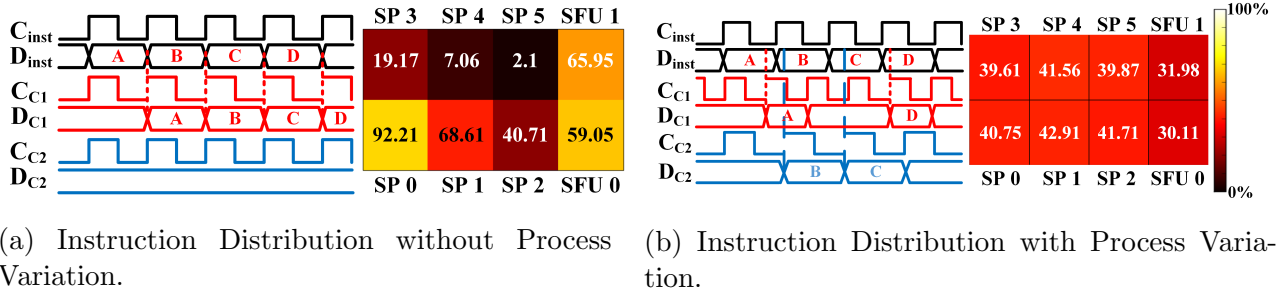 C_inst
D_inst
A B C D
C_C1
D_C1
A B C D
C_C2
D_C2
SP 3 SP 4 SP 5 SFU 1
19.17 7.06 2.1 65.95
92.21 68.61 40.71 59.05
SP 0 SP 1 SP 2 SFU 0
(a) Instruction Distribution without Process
Variation.
C_inst
D_inst
A B C D
C_C1
D_C1
A D
C_C2
D_C2
B C
SP 3 SP 4 SP 5 SFU 1
39.61 41.56 39.87 31.98
40.75 42.91 41.71 30.11
SP 0 SP 1 SP 2 SFU 0
100%
0%
(b) Instruction Distribution with Process Varia-
tion.